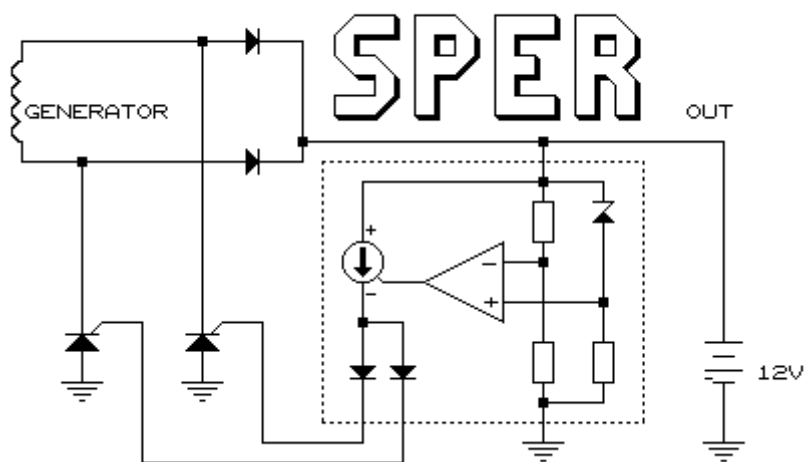 SPER
GENERATOR
OUT
+
−
−
+
12V